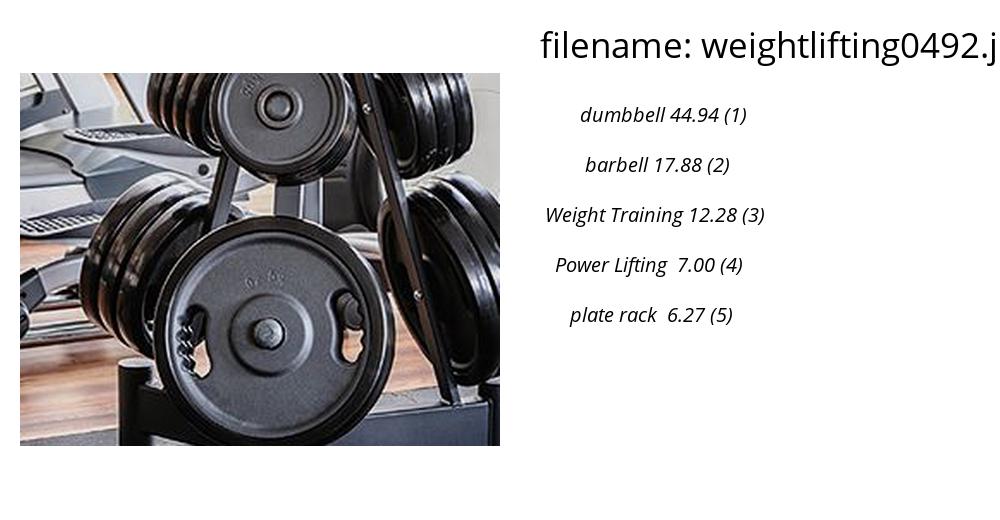 filename: weightlifting0492.j
dumbbell 44.94 (1)
barbell 17.88 (2)
Weight Training 12.28 (3)
Power Lifting 7.00 (4)
plate rack 6.27 (5)